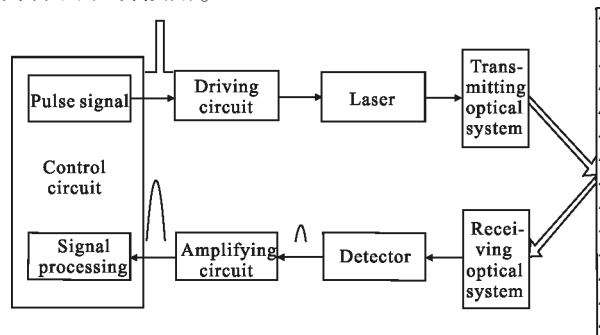 Pulse signal
Driving
circuit
Laser
Trans-
mitting
optical
system
Control
circuit
Signal
processing
Amplifying
circuit
Detector
Recei-
ving
optical
system